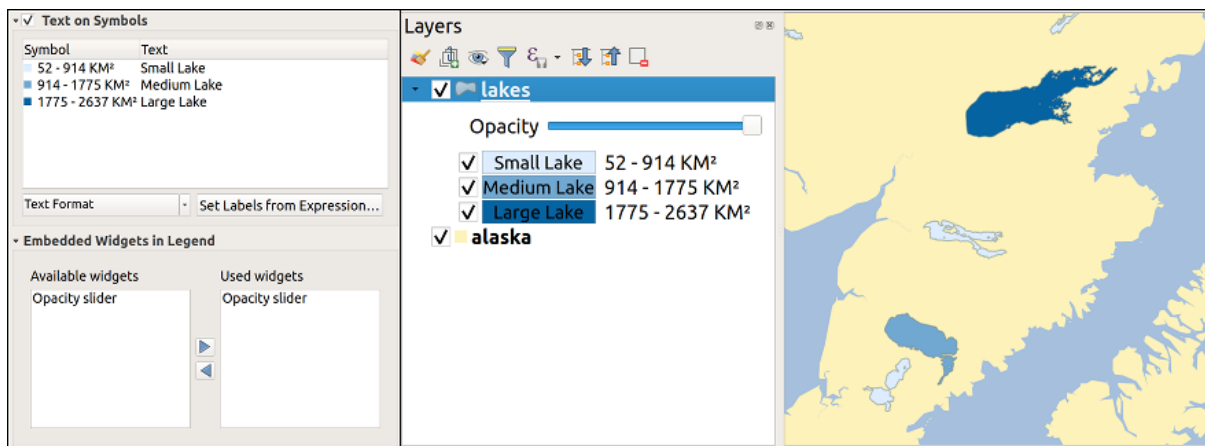 Text on Symbols
Symbol Text
52 - 914 KM² Small Lake
914 - 1775 KM² Medium Lake
1775 - 2637 KM² Large Lake
Text Format
Set Labels from Expression...
Embedded Widgets in Legend
Available widgets
Used widgets
Opacity slider
Opacity slider
Layers
lakes
Opacity
Small Lake 52 - 914 KM²
Medium Lake 914 - 1775 KM²
Large Lake 1775 - 2637 KM²
alaska